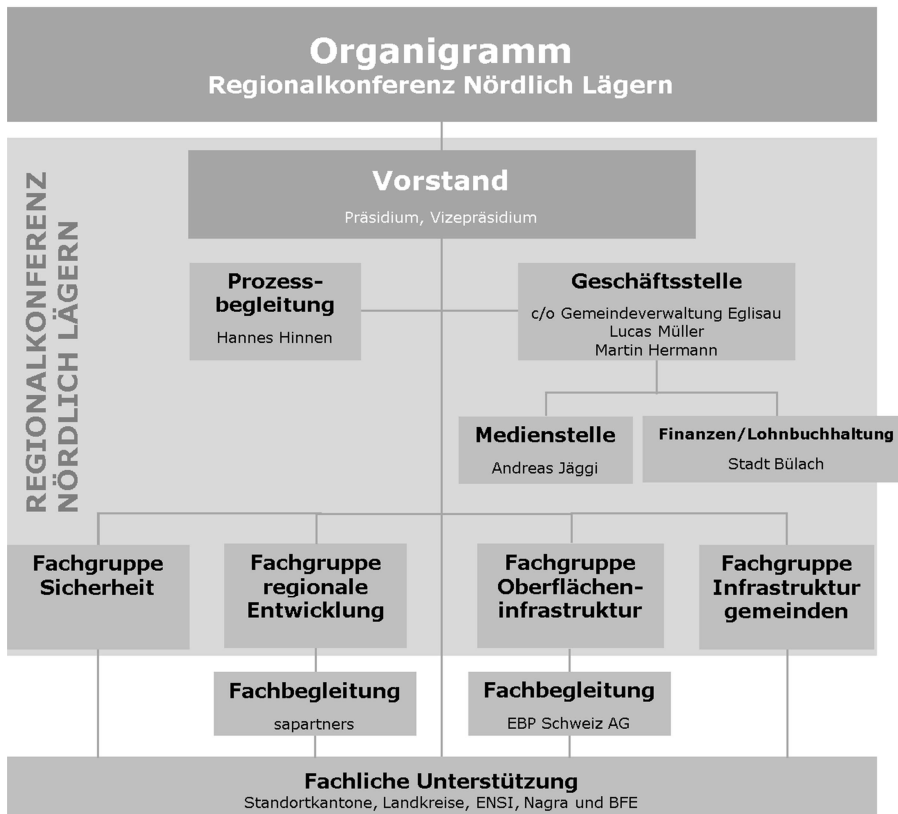 Organigramm
Regionalkonferenz Nördlich Lägern
REGIONALKONFERENZ
NÖRDLICH LÄGERN
Vorstand
Präsidium, Vizepräsidium
Prozess-
begleitung
Hannes Hinnen
Geschäftsstelle
c/o Gemeindeverwaltung Eglisau
Lucas Müller
Martin Hermann
Medienstelle
Andreas Jäggi
Finanzen/Lohnbuchhaltung
Stadt Bülach
Fachgruppe
Sicherheit
Fachgruppe
regionale
Entwicklung
Fachgruppe
Oberflächen-
infrastruktur
Fachgruppe
Infrastruktur
gemeinden
Fachbegleitung
sapartners
Fachbegleitung
EBP Schweiz AG
Fachliche Unterstützung
Standortkantone, Landkreise, ENSI, Nagra und BFE